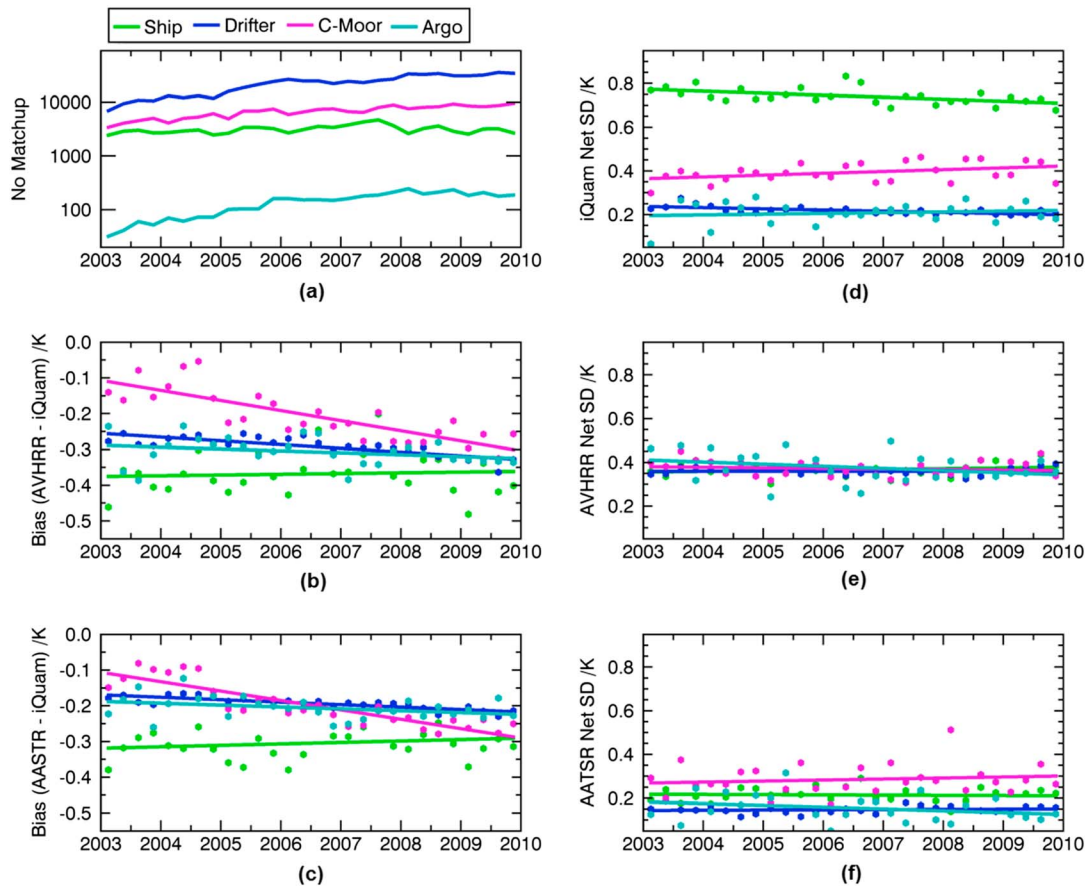 Ship Drifter C-Moor Argo
No Matchup
10000
1000
100
2003 2004 2005 2006 2007 2008 2009 2010
(a)
iQuam Net SD /K
0.8
0.6
0.4
0.2
2003 2004 2005 2006 2007 2008 2009 2010
(d)
Bias (AVHRR - iQuam) /K
0.0
-0.1
-0.2
-0.3
-0.4
-0.5
2003 2004 2005 2006 2007 2008 2009 2010
(b)
AVHRR Net SD /K
0.8
0.6
0.4
0.2
2003 2004 2005 2006 2007 2008 2009 2010
(e)
Bias (AASTR - iQuam) /K
0.0
-0.1
-0.2
-0.3
-0.4
-0.5
2003 2004 2005 2006 2007 2008 2009 2010
(c)
AATSR Net SD /K
0.8
0.6
0.4
0.2
2003 2004 2005 2006 2007 2008 2009 2010
(f)